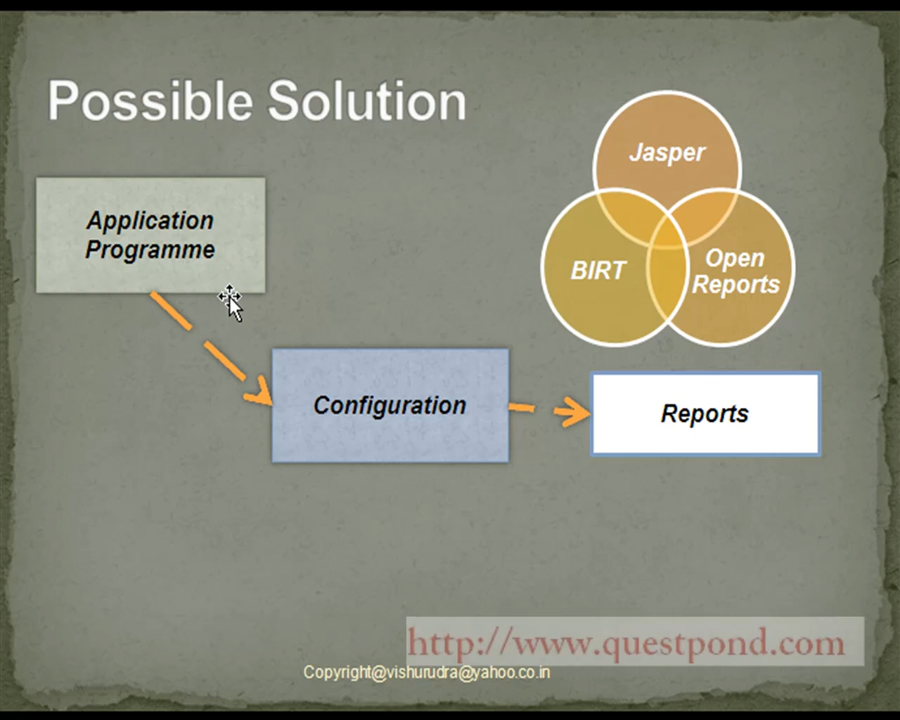 Possible Solution
Application
Programme
Jasper
BIRT
Open
Reports
Configuration
Reports
http://www.questpond.com
Copyright@vishurudra@yahoo.co.in